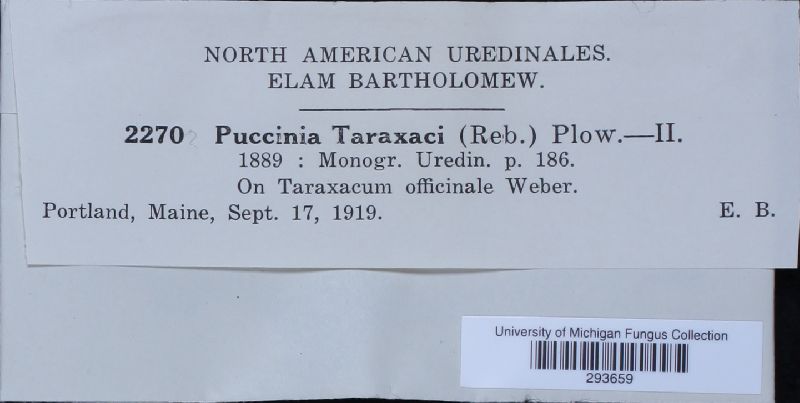 NORTH AMERICAN UREDINALES.
ELAM BARTHOLOMEW.
2270 Puccinia Taraxaci (Reb.) Plow.—II.
1889 : Monogr. Uredin. p. 186.
On Taraxacum officinale Weber.
Portland, Maine, Sept. 17, 1919. E. B.
University of Michigan Fungus Collection
293659